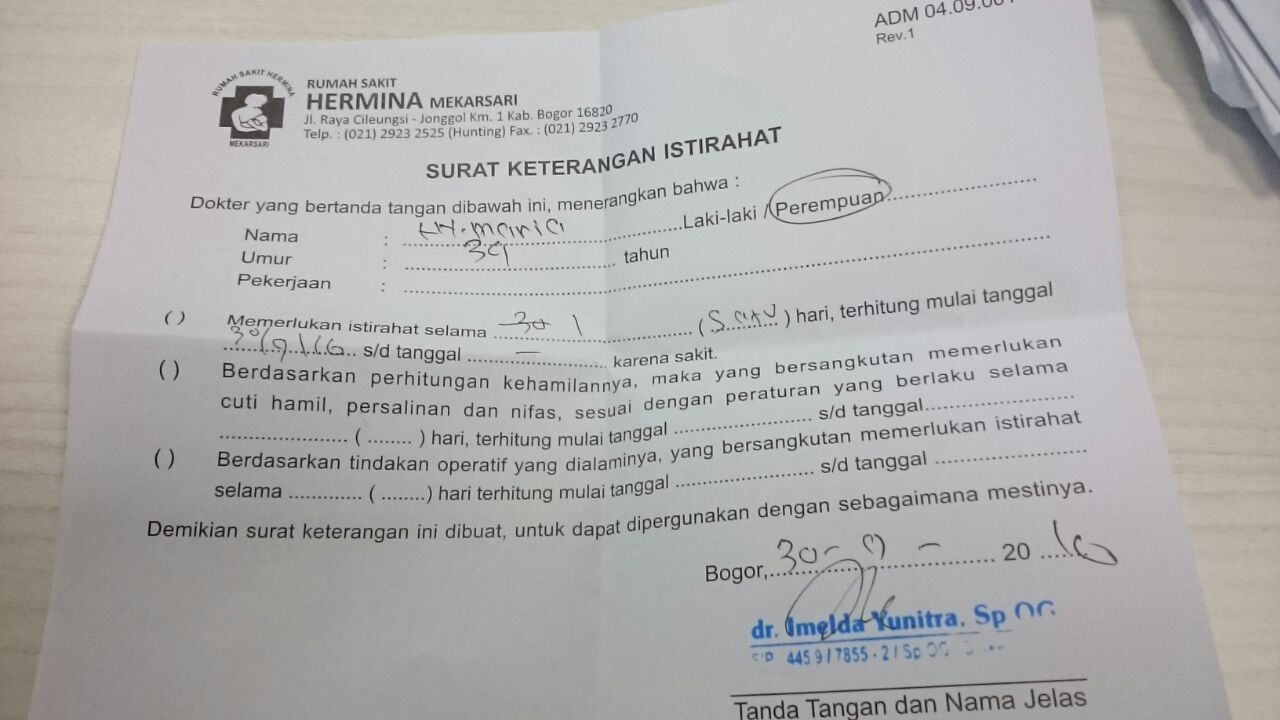 ADM 04.09.00
Rev.1
RUMAH SAKIT HERMINA
MEKARSARI
RUMAH SAKIT
HERMINA MEKARSARI
Jl. Raya Cileungsi - Jonggol Km. 1 Kab. Bogor 16820
Telp. : (021) 2923 2525 (Hunting) Fax. : (021) 2923 2770
SURAT KETERANGAN ISTIRAHAT
Dokter yang bertanda tangan dibawah ini, menerangkan bahwa :
Nama : maria Laki-laki / Perempuan
Umur : 39 tahun
Pekerjaan :
( ) Memerlukan istirahat selama 30 1 ( ) hari, terhitung mulai tanggal
30/9/16 s/d tanggal - karena sakit.
( ) Berdasarkan perhitungan kehamilannya, maka yang bersangkutan memerlukan
cuti hamil, persalinan dan nifas, sesuai dengan peraturan yang berlaku selama
...................... ( ........ ) hari, terhitung mulai tanggal ........................ s/d tanggal..........................
( ) Berdasarkan tindakan operatif yang dialaminya, yang bersangkutan memerlukan istirahat
selama ............. ( ........) hari terhitung mulai tanggal ........................ s/d tanggal ..........................
Demikian surat keterangan ini dibuat, untuk dapat dipergunakan dengan sebagaimana mestinya.
Bogor, 30 - 9 - 20 16
dr. Imelda Yunitra. Sp OG
445.9 / 7855 - 2 / Sp
Tanda Tangan dan Nama Jelas